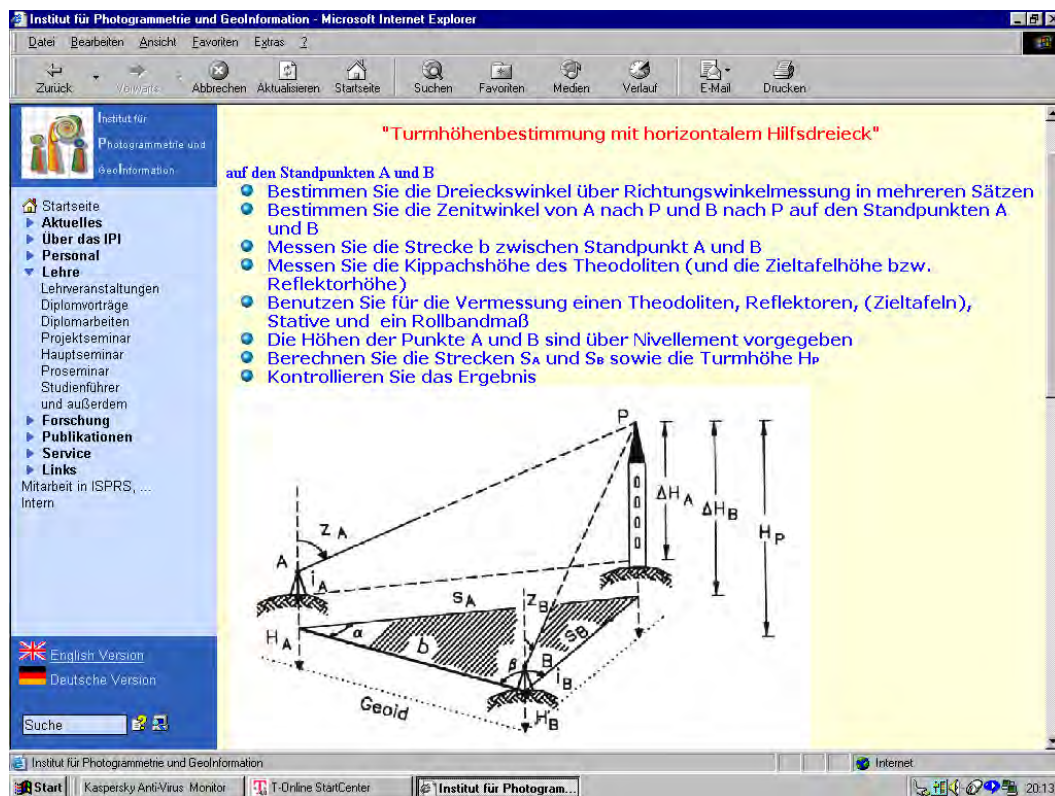 Institut für Photogrammetrie und GeoInformation - Microsoft Internet Explorer
Datei Bearbeiten Ansicht Favoriten Extras ?
Zurück Vorwärts Abbrechen Aktualisieren Startseite Suchen Favoriten Medien Verlauf E-Mail Drucken
Institut für
Photogrammetrie und
GeoInformation
Startseite
Aktuelles
Über das IPI
Personal
Lehre
Lehrveranstaltungen
Diplomvorträge
Diplomarbeiten
Projektseminar
Hauptseminar
Proseminar
Studienführer
und außerdem
Forschung
Publikationen
Service
Links
Mitarbeit in ISPRS, ...
Intern
English Version
Deutsche Version
Suche
"Turmhöhenbestimmung mit horizontalem Hilfsdreieck"
auf den Standpunkten A und B
Bestimmen Sie die Dreieckswinkel über Richtungswinkelmessung in mehreren Sätzen
Bestimmen Sie die Zenitwinkel von A nach P und B nach P auf den Standpunkten A
und B
Messen Sie die Strecke b zwischen Standpunkt A und B
Messen Sie die Kippachshöhe des Theodoliten (und die Zieltafelhöhe bzw.
Reflektorhöhe)
Benutzen Sie für die Vermessung einen Theodoliten, Reflektoren, (Zieltafeln),
Stative und ein Rollbandmaß
Die Höhen der Punkte A und B sind über Nivellement vorgegeben
Berechnen Sie die Strecken SA und SB sowie die Turmhöhe HP
Kontrollieren Sie das Ergebnis
P
ΔHA
ΔHB
HP
ZA
A
iA
SA
ZB
HA
α
b
SB
β
B
iB
HB
Geoid
Institut für Photogrammetrie und GeoInformation
Internet
Start Kaspersky Anti-Virus Monitor T-Online StartCenter Institut für Photogram... 20:13